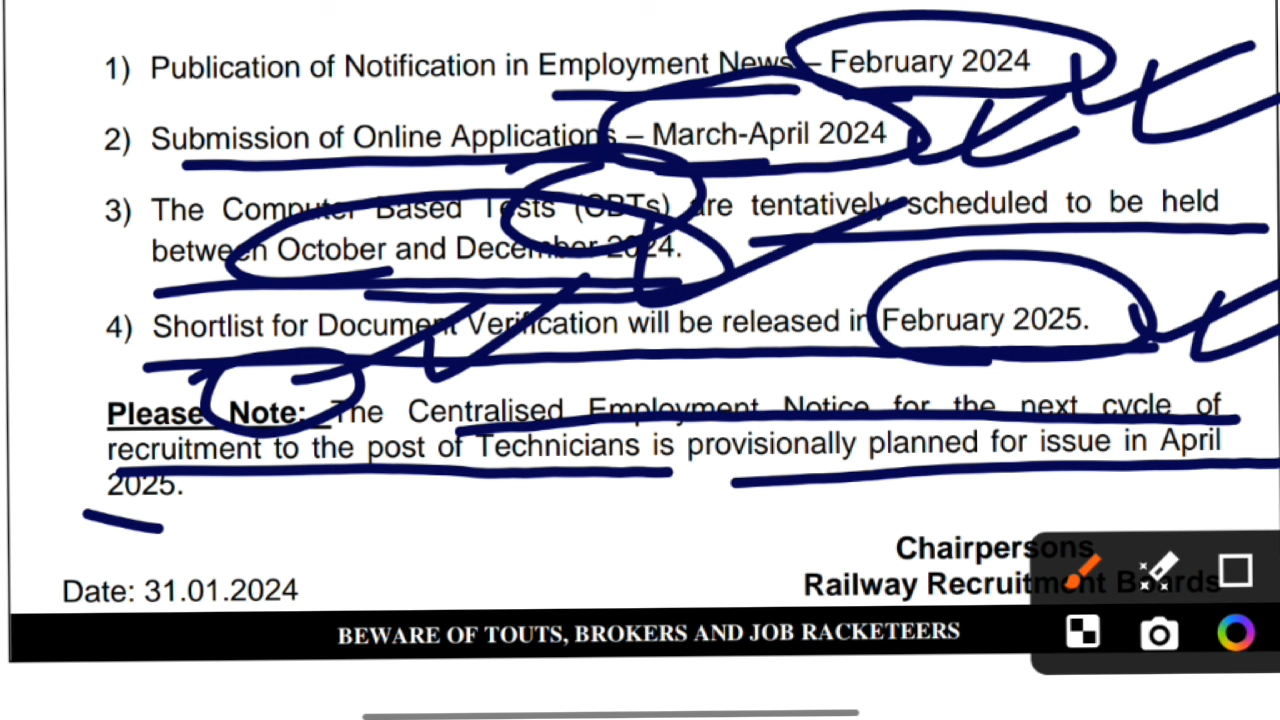 1) Publication of Notification in Employment News – February 2024
2) Submission of Online Applications – March-April 2024
3) The Computer Based Tests (CBTs) are tentatively scheduled to be held
between October and December 2024.
4) Shortlist for Document Verification will be released in February 2025.
Please Note: The Centralised Employment Notice for the next cycle of
recruitment to the post of Technicians is provisionally planned for issue in April
2025.
Chairpersons
Date: 31.01.2024
Railway Recruitment Boards
BEWARE OF TOUTS, BROKERS AND JOB RACKETEERS